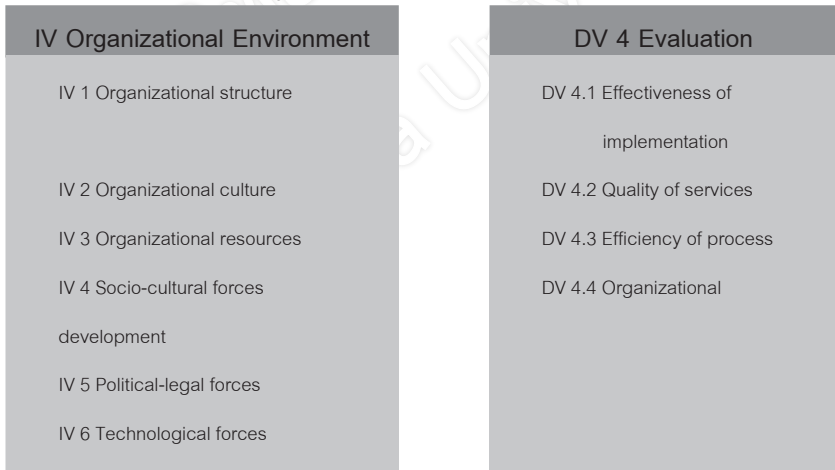 IV Organizational Environment
IV 1 Organizational structure
IV 2 Organizational culture
IV 3 Organizational resources
IV 4 Socio-cultural forces
development
IV 5 Political-legal forces
IV 6 Technological forces
DV 4 Evaluation
DV 4.1 Effectiveness of
implementation
DV 4.2 Quality of services
DV 4.3 Efficiency of process
DV 4.4 Organizational